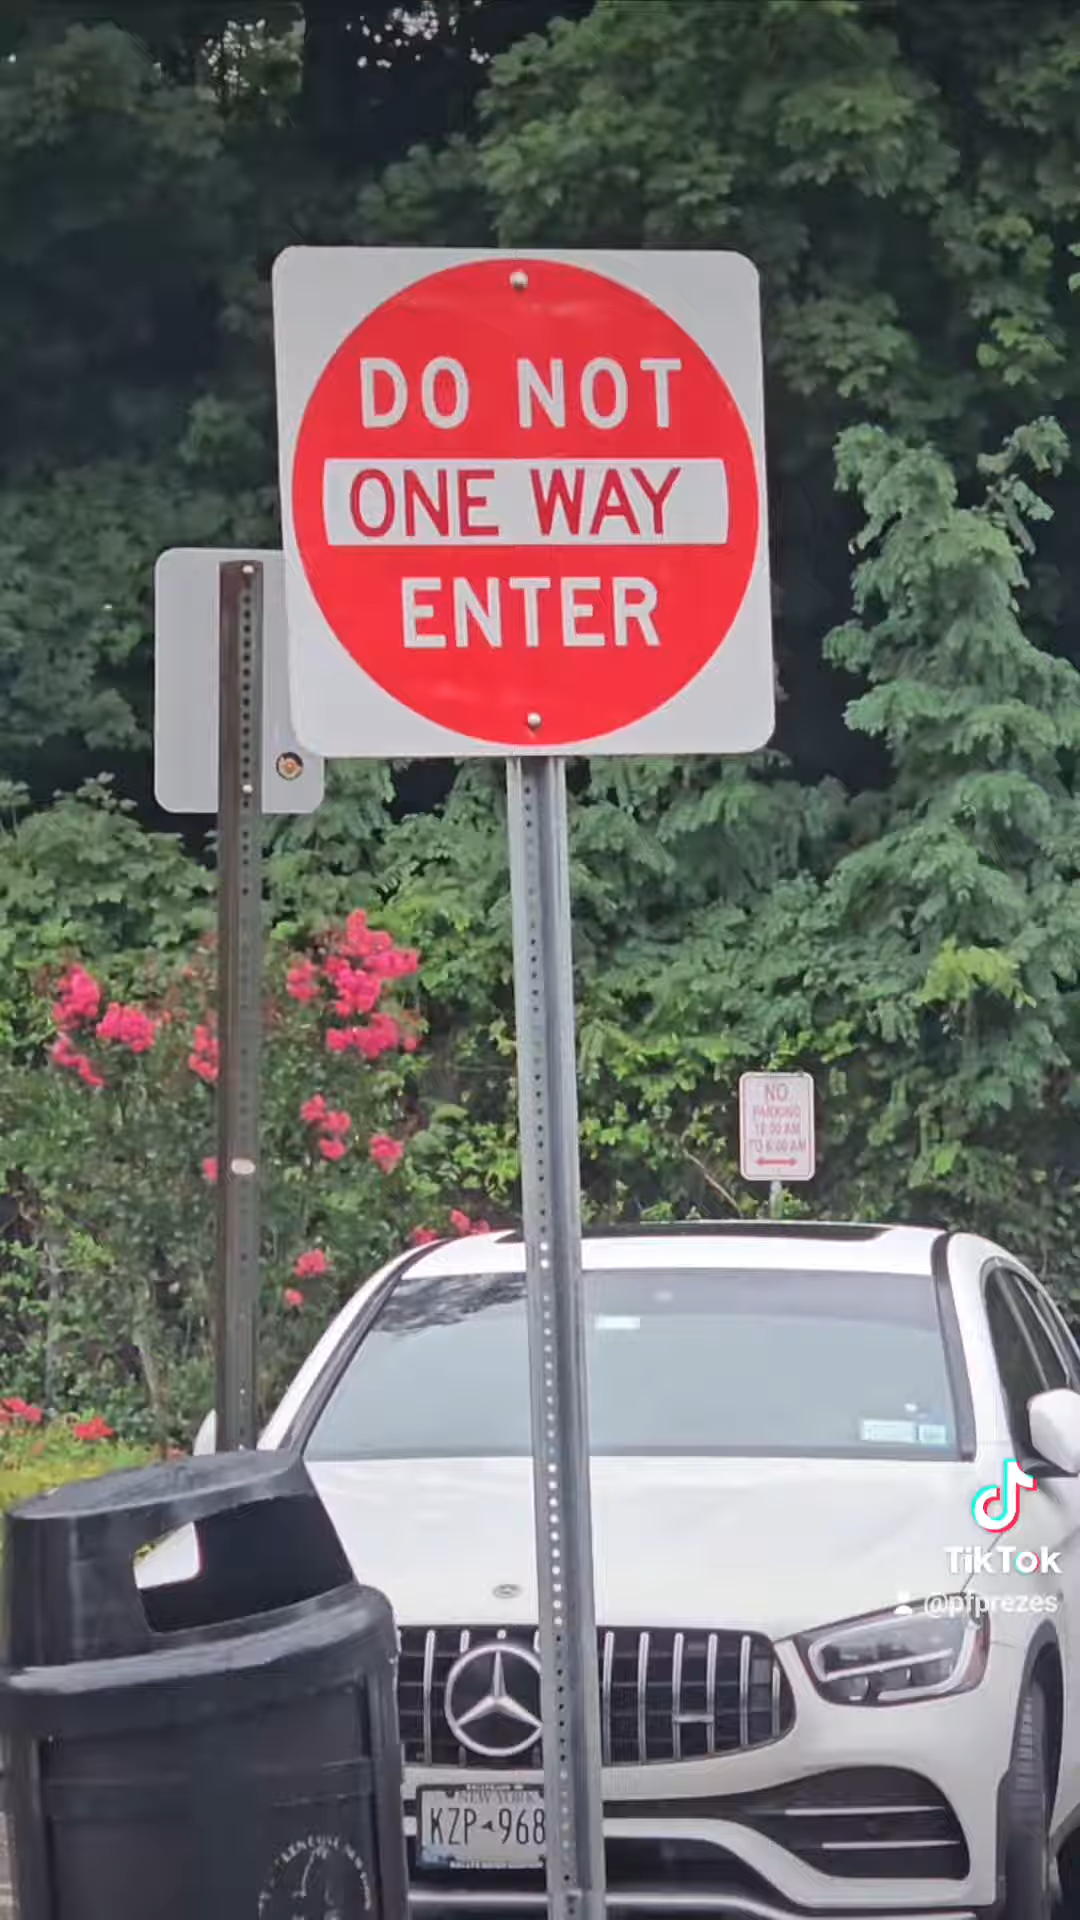 DO NOT
ONE WAY
ENTER
NO
PARKING
TO 6:00 AM
TikTok
@pfprezes
NEW YORK
KZP-968